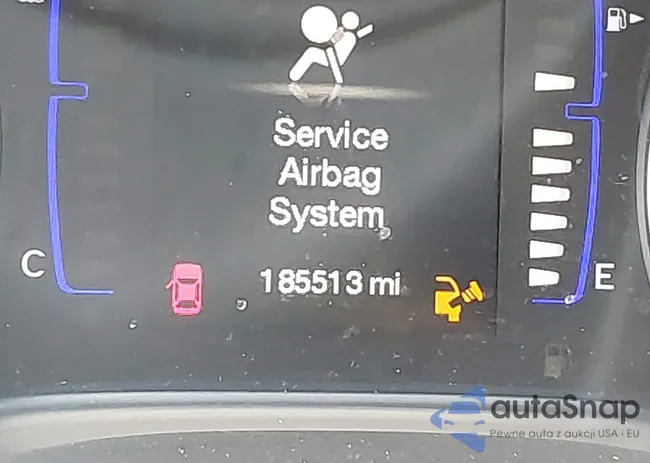 Service
Airbag
System
C
185513 mi
E
autaSnap
Pewne auta z aukcji USA i EU